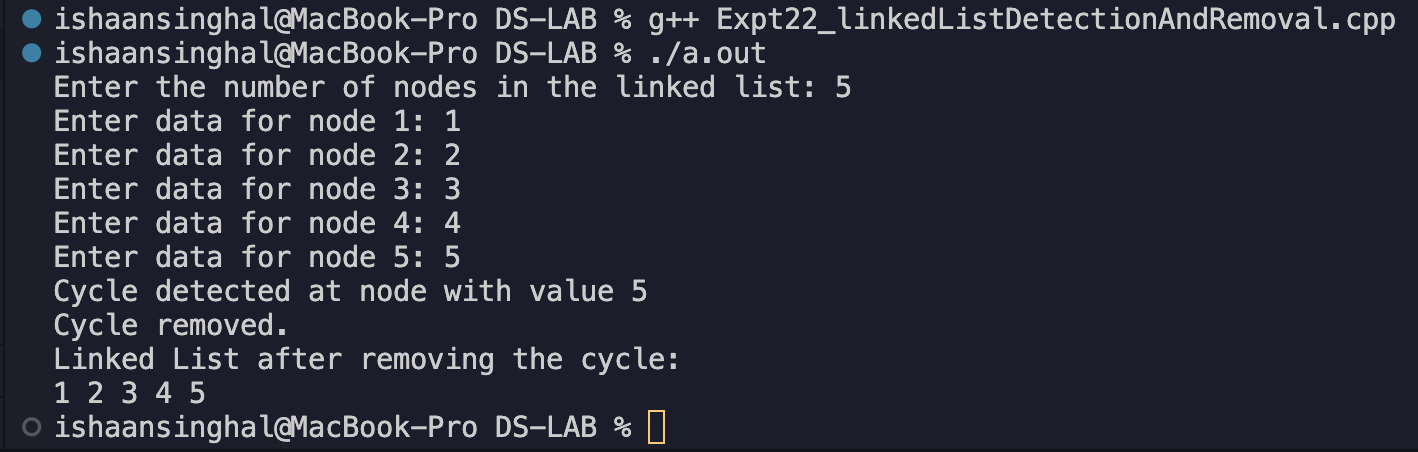 ishaansinghal@MacBook-Pro DS-LAB % g++ Expt22_linkedListDetectionAndRemoval.cpp
ishaansinghal@MacBook-Pro DS-LAB % ./a.out
Enter the number of nodes in the linked list: 5
Enter data for node 1: 1
Enter data for node 2: 2
Enter data for node 3: 3
Enter data for node 4: 4
Enter data for node 5: 5
Cycle detected at node with value 5
Cycle removed.
Linked List after removing the cycle:
1 2 3 4 5
ishaansinghal@MacBook-Pro DS-LAB %